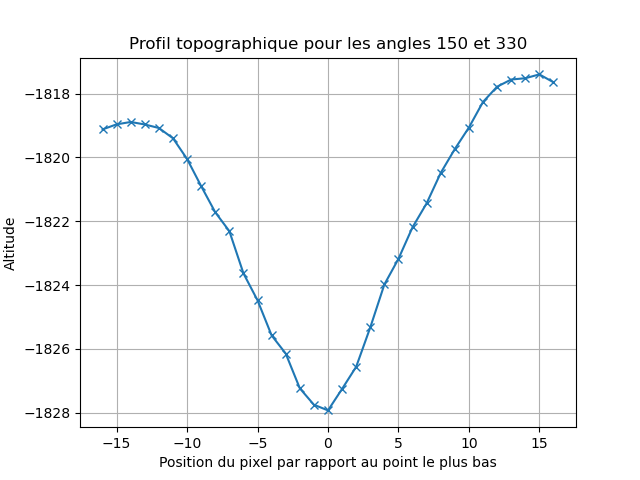 Profil topographique pour les angles 150 et 330
−1818
−1820
−1822
−1824
−1826
−1828
Altitude
−15 −10 −5 0 5 10 15
Position du pixel par rapport au point le plus bas